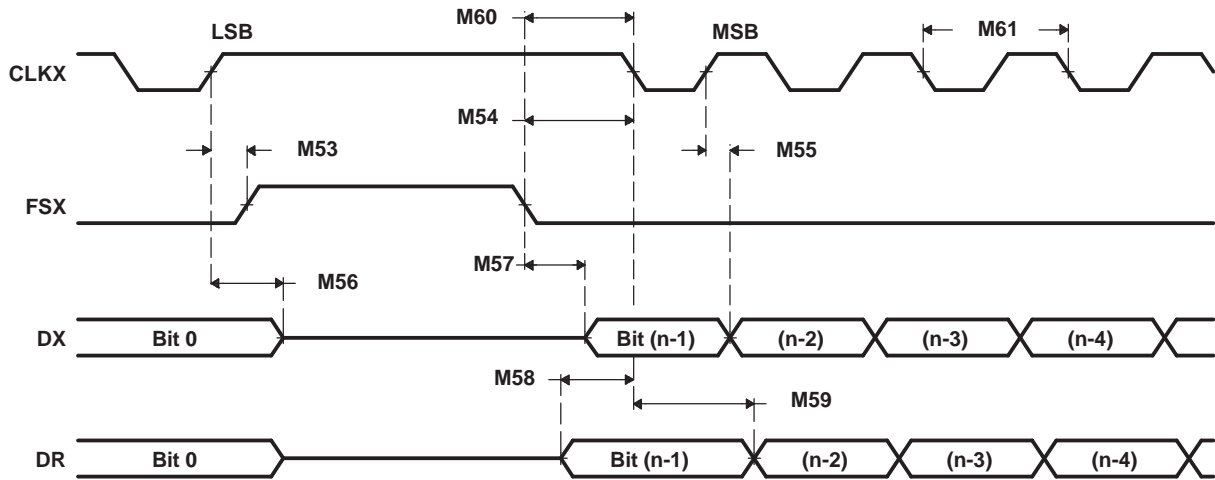 M60
LSB
MSB
M61
CLKX
M54
M53
M55
FSX
M57
M56
DX
Bit 0
Bit (n-1)
(n-2)
(n-3)
(n-4)
M58
M59
DR
Bit 0
Bit (n-1)
(n-2)
(n-3)
(n-4)